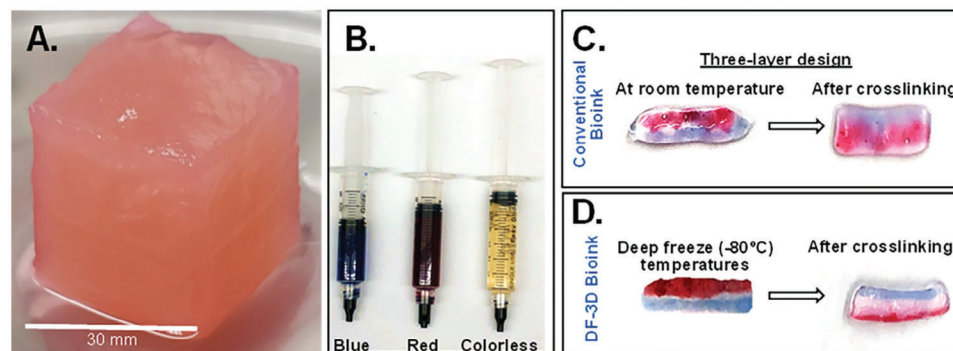 A.
30 mm
B.
Blue Red Colorless
C.
Three-layer design
Conventional
Bioink
At room temperature
After crosslinking
D.
DF-3D Bioink
Deep freeze (-80°C)
temperatures
After crosslinking